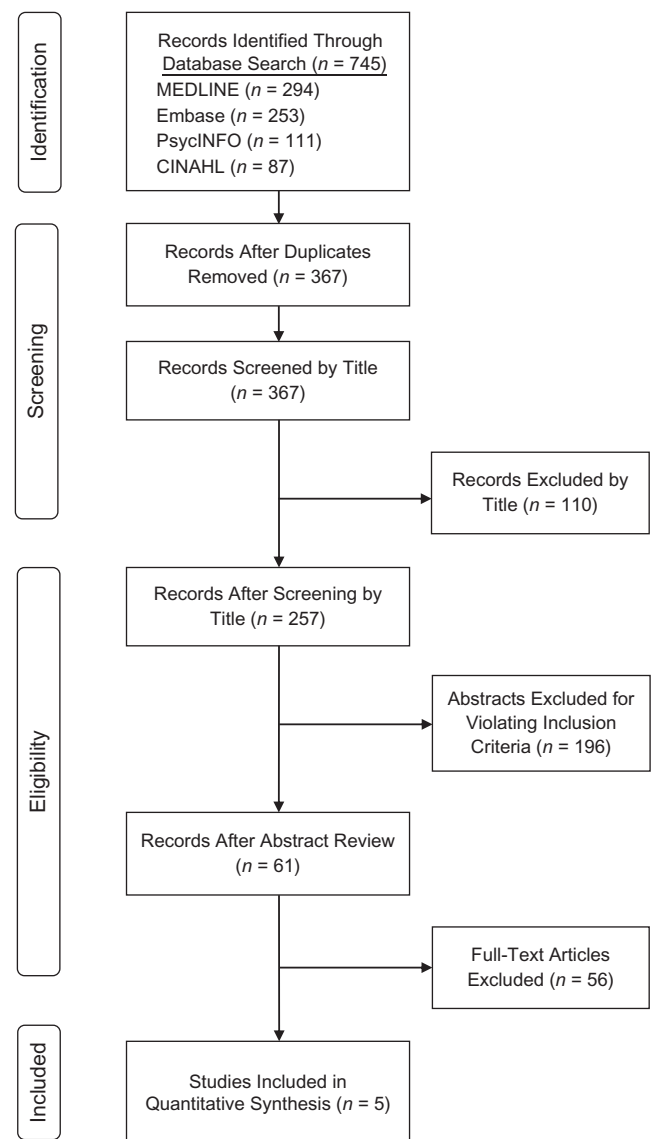 Identification
Records Identified Through
Database Search (n = 745)
MEDLINE (n = 294)
Embase (n = 253)
PsycINFO (n = 111)
CINAHL (n = 87)
Screening
Records After Duplicates
Removed (n = 367)
Records Screened by Title
(n = 367)
Records Excluded by
Title (n = 110)
Eligibility
Records After Screening by
Title (n = 257)
Abstracts Excluded for
Violating Inclusion
Criteria (n = 196)
Records After Abstract Review
(n = 61)
Full-Text Articles
Excluded (n = 56)
Included
Studies Included in
Quantitative Synthesis (n = 5)